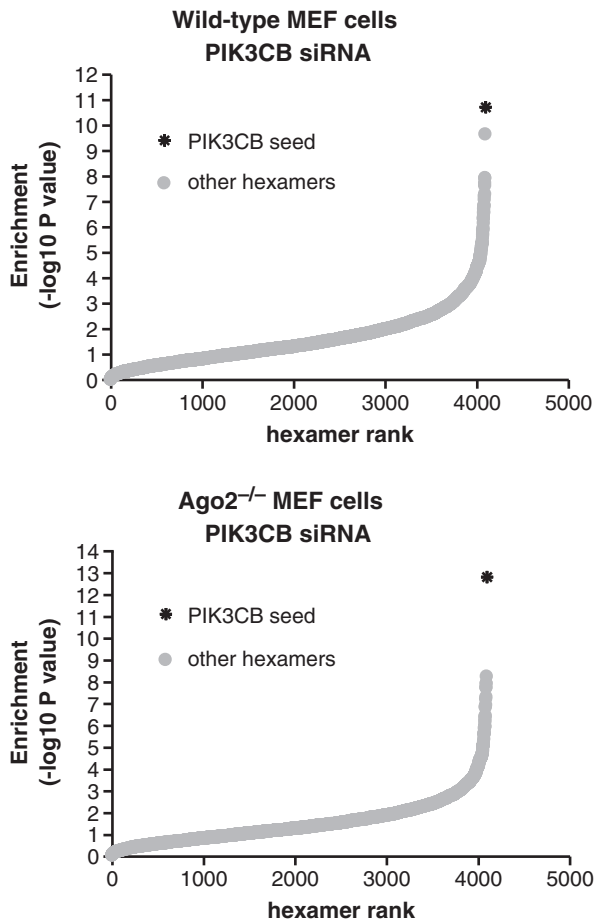 Wild-type MEF cells
PIK3CB siRNA
12
11
10
9
8
7
6
5
4
3
2
1
0
Enrichment
(-log10 P value)
PIK3CB seed
other hexamers
0 1000 2000 3000 4000 5000
hexamer rank
Ago2–/– MEF cells
PIK3CB siRNA
14
13
12
11
10
9
8
7
6
5
4
3
2
1
0
Enrichment
(-log10 P value)
PIK3CB seed
other hexamers
0 1000 2000 3000 4000 5000
hexamer rank